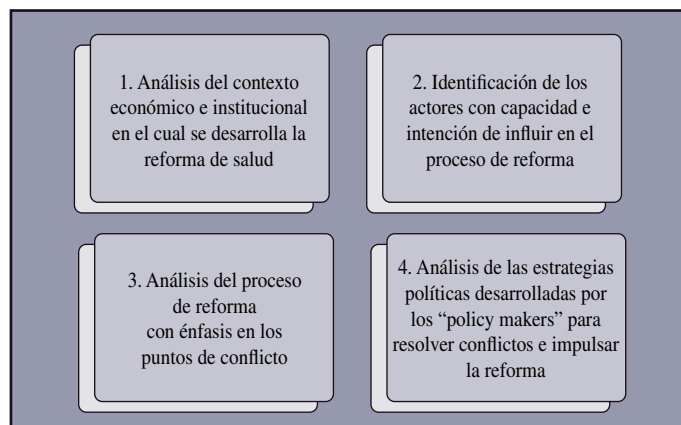 1. Análisis del contexto
económico e institucional
en el cual se desarrolla la
reforma de salud
2. Identificación de los
actores con capacidad e
intención de influir en el
proceso de reforma
3. Análisis del proceso
de reforma
con énfasis en los
puntos de conflicto
4. Análisis de las estrategias
políticas desarrolladas por
los “policy makers” para
resolver conflictos e impulsar
la reforma